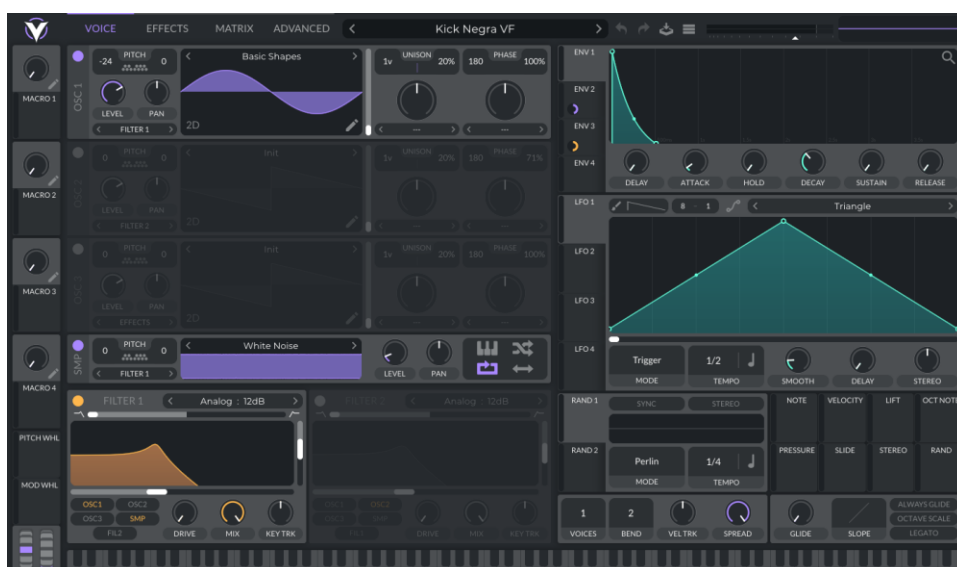 VOICE EFFECTS MATRIX ADVANCED Kick Negra VF
MACRO 1
OSC 1
-24 PITCH 0
LEVEL PAN
FILTER 1
Basic Shapes
2D
1v UNISON 20%
180 PHASE 100%
---
---
MACRO 2
OSC 2
0 PITCH 0
LEVEL PAN
FILTER 2
Init
2D
1v UNISON 20%
180 PHASE 71%
---
---
MACRO 3
OSC 3
0 PITCH 0
LEVEL PAN
EFFECTS
Init
2D
1v UNISON 20%
180 PHASE 100%
---
---
MACRO 4
SMP
0 PITCH 0
FILTER 1
White Noise
LEVEL PAN
PITCH WHL
MOD WHL
FILTER 1 Analog : 12dB
OSC1 OSC2
OSC3 SMP
FIL2
DRIVE MIX KEY TRK
FILTER 2 Analog : 12dB
OSC1 OSC2
OSC3 SMP
FIL1
DRIVE MIX KEY TRK
ENV 1
ENV 2
ENV 3
ENV 4
DELAY ATTACK HOLD DECAY SUSTAIN RELEASE
LFO 1
LFO 2
LFO 3
LFO 4
8 - 1 Triangle
Trigger
MODE
1/2
TEMPO
SMOOTH DELAY STEREO
RAND 1
RAND 2
SYNC STEREO
Perlin
MODE
1/4
TEMPO
NOTE VELOCITY LIFT OCT NOTE
PRESSURE SLIDE STEREO RAND
1
VOICES
2
BEND
VEL TRK SPREAD GLIDE SLOPE
ALWAYS GLIDE
OCTAVE SCALE
LEGATO